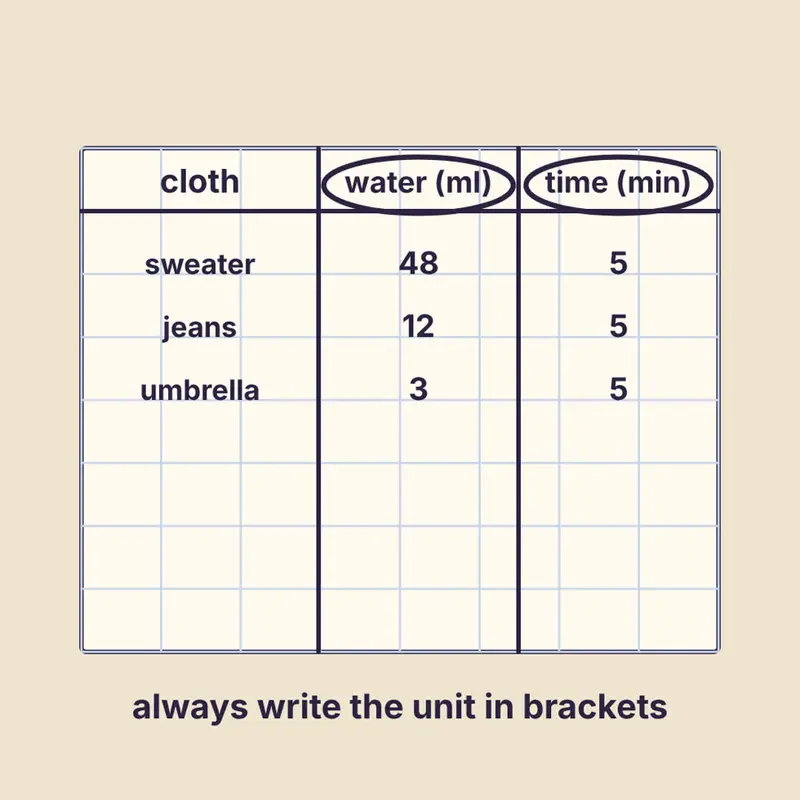 cloth water (ml) time (min)
sweater 48 5
jeans 12 5
umbrella 3 5
always write the unit in brackets